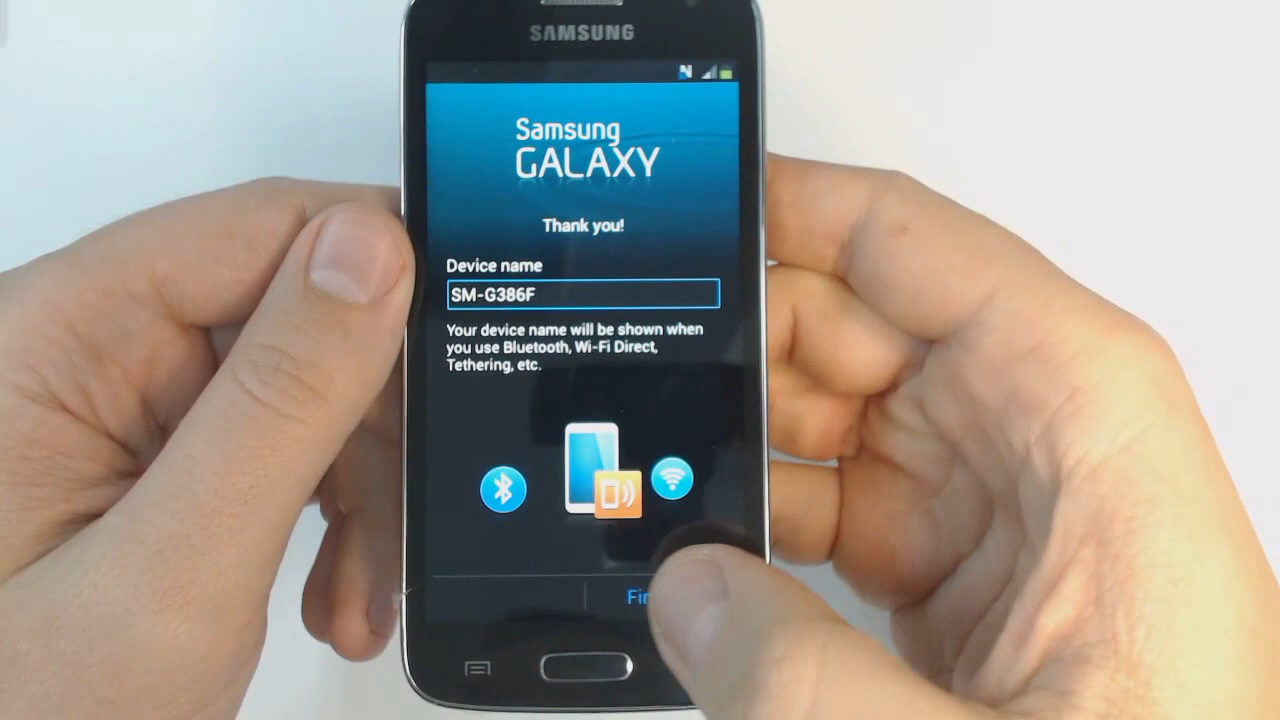 SAMSUNG
Samsung
GALAXY
Thank you!
Device name
SM-G386F
Your device name will be shown when
you use Bluetooth, Wi-Fi Direct,
Tethering, etc.